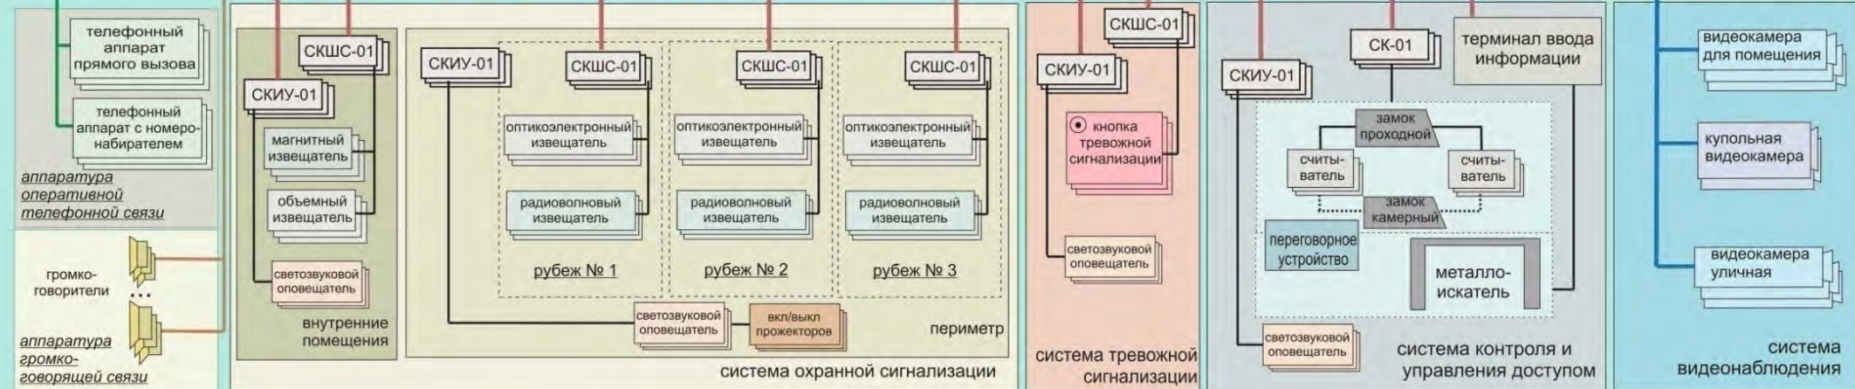 телефонный
аппарат
прямого вызова
телефонный
аппарат с номеро-
набирателем
аппаратура
оперативной
телефонной связи
громко-
говорители
...
аппаратура
громко-
говорящей связи
СКШС-01
СКИУ-01
магнитный
извещатель
объемный
извещатель
светозвуковой
оповещатель
внутренние
помещения
СКИУ-01
СКШС-01
оптикоэлектронный
извещатель
радиоволновый
извещатель
рубеж № 1
СКШС-01
оптикоэлектронный
извещатель
радиоволновый
извещатель
рубеж № 2
СКШС-01
оптикоэлектронный
извещатель
радиоволновый
извещатель
рубеж № 3
светозвуковой
оповещатель
вкл/выкл
прожекторов
периметр
система охранной сигнализации
СКШС-01
СКИУ-01
кнопка
тревожной
сигнализации
светозвуковой
оповещатель
система тревожной
сигнализации
СКИУ-01
СК-01
терминал ввода
информации
замок
проходной
считы-
ватель
считы-
ватель
замок
камерный
переговорное
устройство
металло-
искатель
светозвуковой
оповещатель
система контроля и
управления доступом
видеокамера
для помещения
купольная
видеокамера
видеокамера
уличная
система
видеонаблюдения